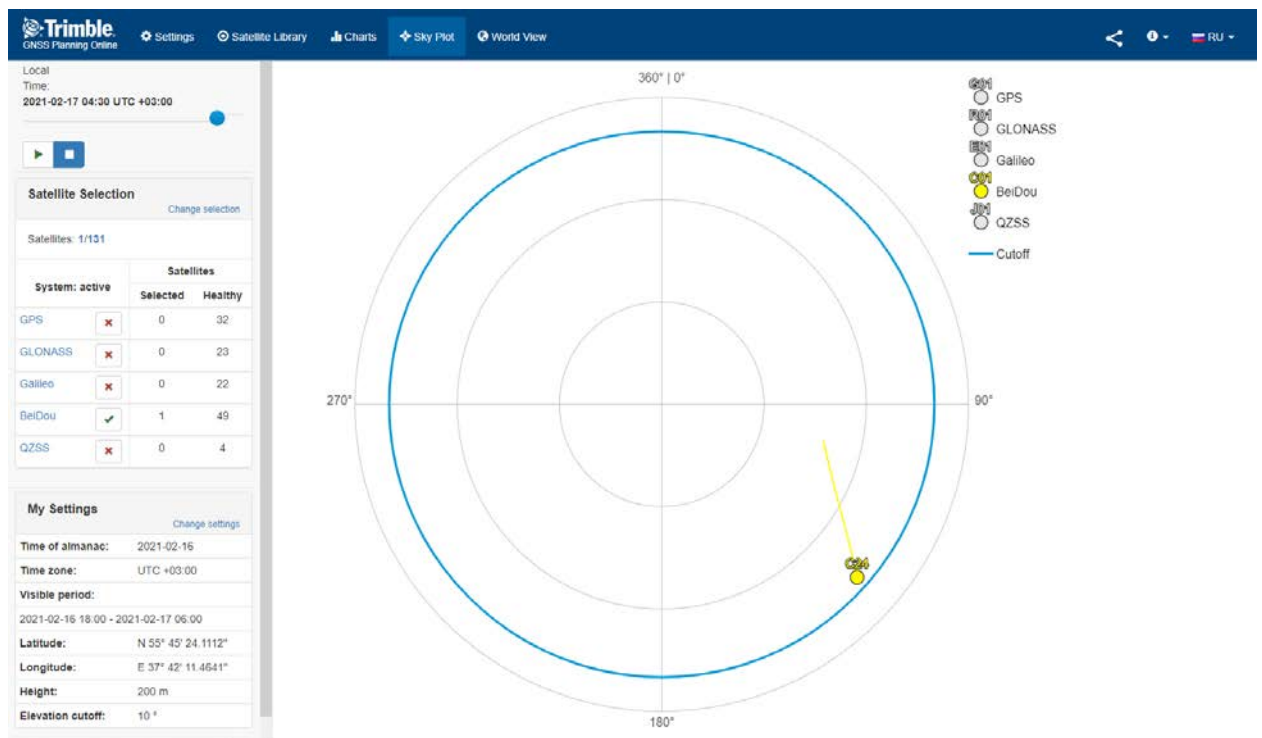 Trimble.
GNSS Planning Online
Settings
Satellite Library
Charts
Sky Plot
World View
RU
Local
Time:
2021-02-17 04:30 UTC +03:00
Satellite Selection
Change selection
Satellites: 1/131
System: active
Satellites
Selected Healthy
GPS 0 32
GLONASS 0 23
Galileo 0 22
BeiDou 1 49
QZSS 0 4
My Settings
Change settings
Time of almanac: 2021-02-16
Time zone: UTC +03:00
Visible period:
2021-02-16 18:00 - 2021-02-17 06:00
Latitude: N 55° 45' 24.1112"
Longitude: E 37° 42' 11.4641"
Height: 200 m
Elevation cutoff: 10 °
360° | 0°
270°
90°
180°
C24
G01
GPS
R01
GLONASS
E01
Galileo
C01
BeiDou
J01
QZSS
Cutoff